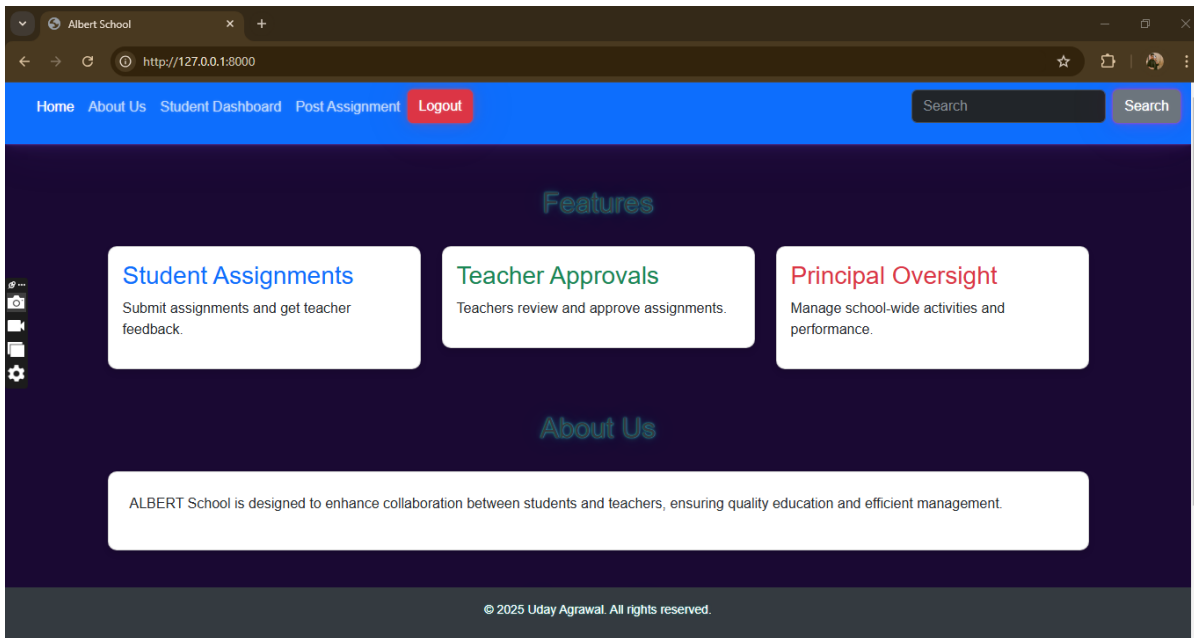 Albert School
http://127.0.0.1:8000
Home About Us Student Dashboard Post Assignment Logout Search Search
Features
Student Assignments
Submit assignments and get teacher
feedback.
Teacher Approvals
Teachers review and approve assignments.
Principal Oversight
Manage school-wide activities and
performance.
About Us
ALBERT School is designed to enhance collaboration between students and teachers, ensuring quality education and efficient management.
© 2025 Uday Agrawal. All rights reserved.